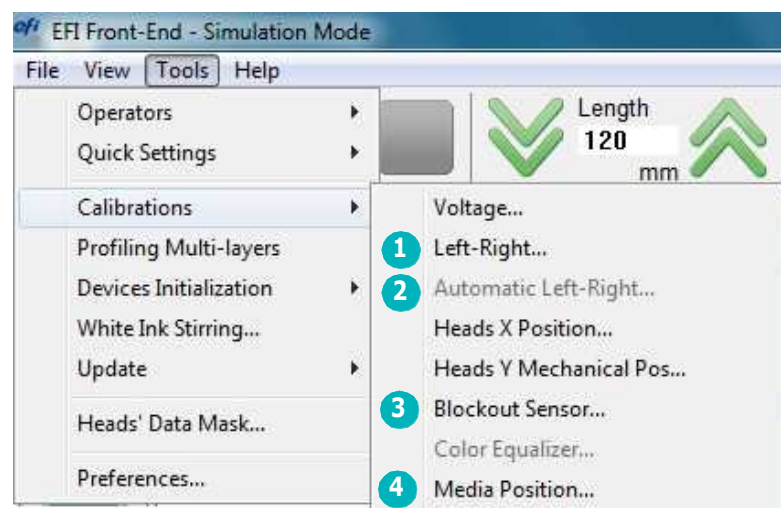 efi EFI Front-End - Simulation Mode
File View Tools Help
Operators
Quick Settings
Calibrations
Profiling Multi-layers
Devices Initialization
White Ink Stirring...
Update
Heads' Data Mask...
Preferences...
Length
120
mm
Voltage...
1 Left-Right...
2 Automatic Left-Right...
Heads X Position...
Heads Y Mechanical Pos...
3 Blockout Sensor...
Color Equalizer...
4 Media Position...